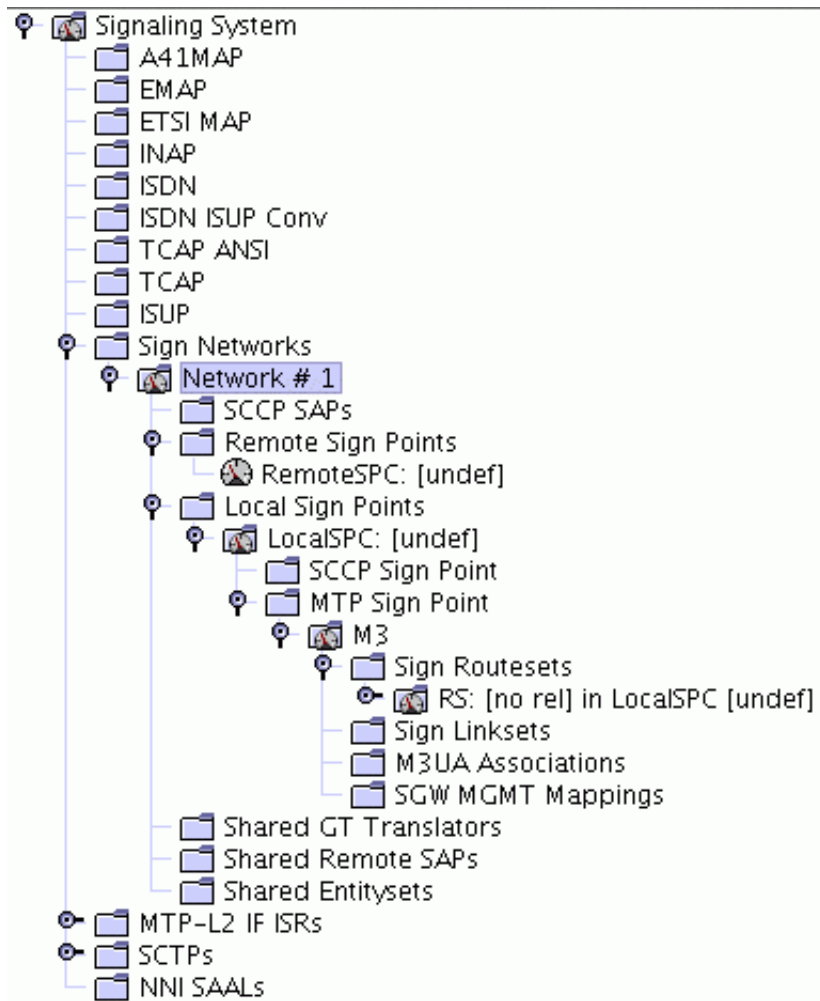 Signaling System
A41MAP
EMAP
ETSI MAP
INAP
ISDN
ISDN ISUP Conv
TCAP ANSI
TCAP
ISUP
Sign Networks
Network # 1
SCCP SAPs
Remote Sign Points
RemoteSPC: [undef]
Local Sign Points
LocalSPC: [undef]
SCCP Sign Point
MTP Sign Point
M3
Sign Routesets
RS: [no rel] in LocalSPC [undef]
Sign Linksets
M3UA Associations
SGW MGMT Mappings
Shared GT Translators
Shared Remote SAPs
Shared Entitysets
MTP-L2 IF ISRs
SCTPs
NNI SAALs